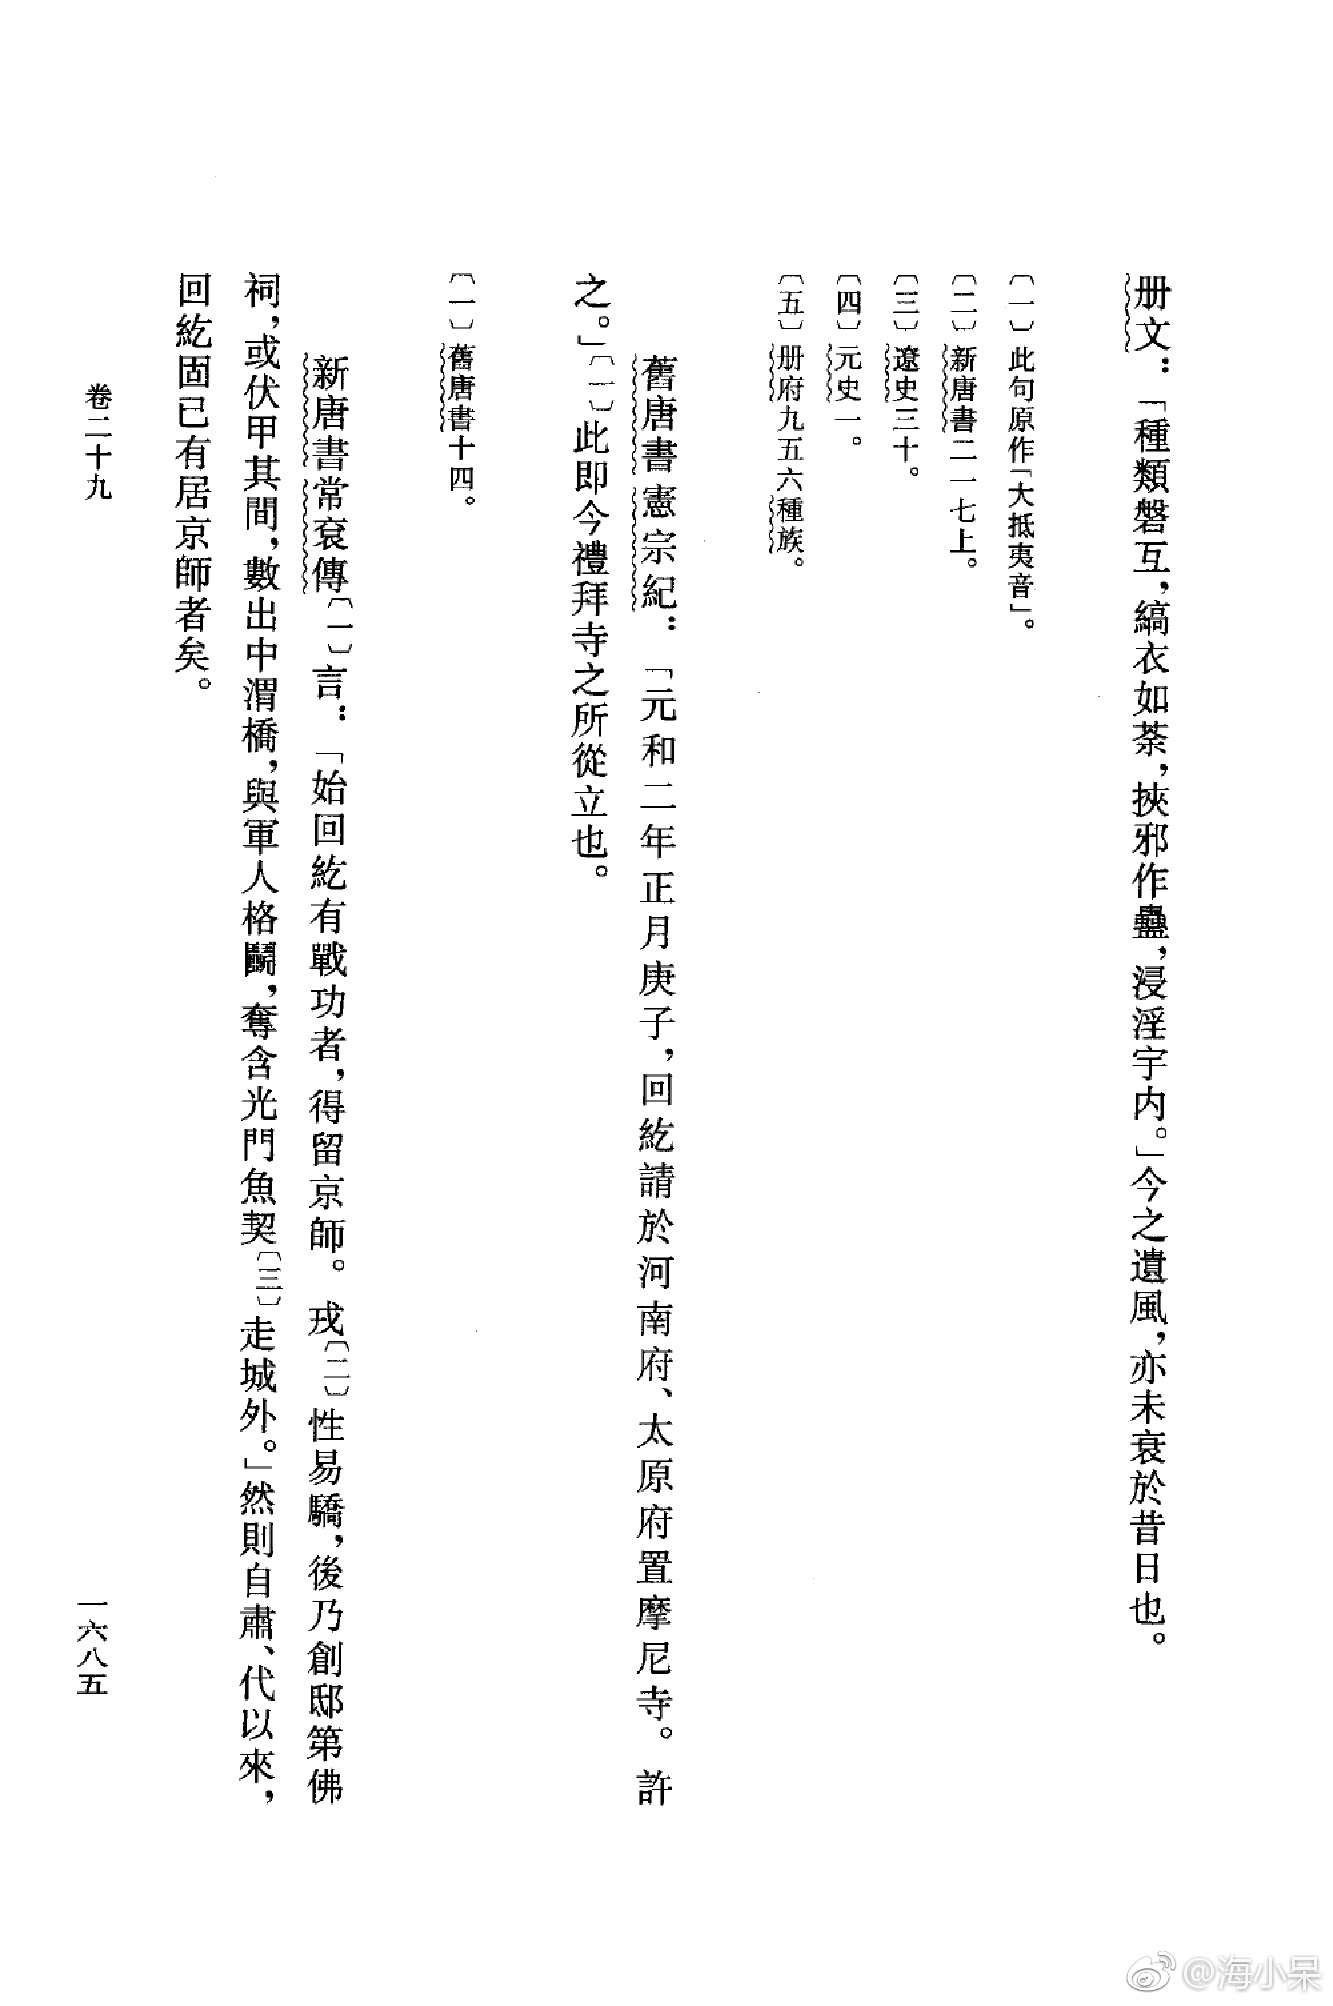 册文：「種類磐互，縞衣如荼，挾邪作蠱，浸淫宇内。」今之遺風，亦未衰於昔日也。
〔一〕此句原作「大抵夷音」。
〔二〕新唐書二一七上。
〔三〕遼史三十。
〔四〕元史一。
〔五〕册府九五六種族。
舊唐書憲宗紀：「元和二年正月庚子，回紇請於河南府、太原府置摩尼寺。許
之。」〔一〕此即今禮拜寺之所從立也。
〔一〕舊唐書十四。
新唐書常袞傳〔一〕言：「始回紇有戰功者，得留京師。戎〔二〕性易驕，後乃創邸第佛
祠，或伏甲其間，數出中渭橋，與軍人格鬭，奪含光門魚契〔三〕走城外。」然則自肅、代以來，
回紇固已有居京師者矣。
卷二十九
一六八五
@海小呆